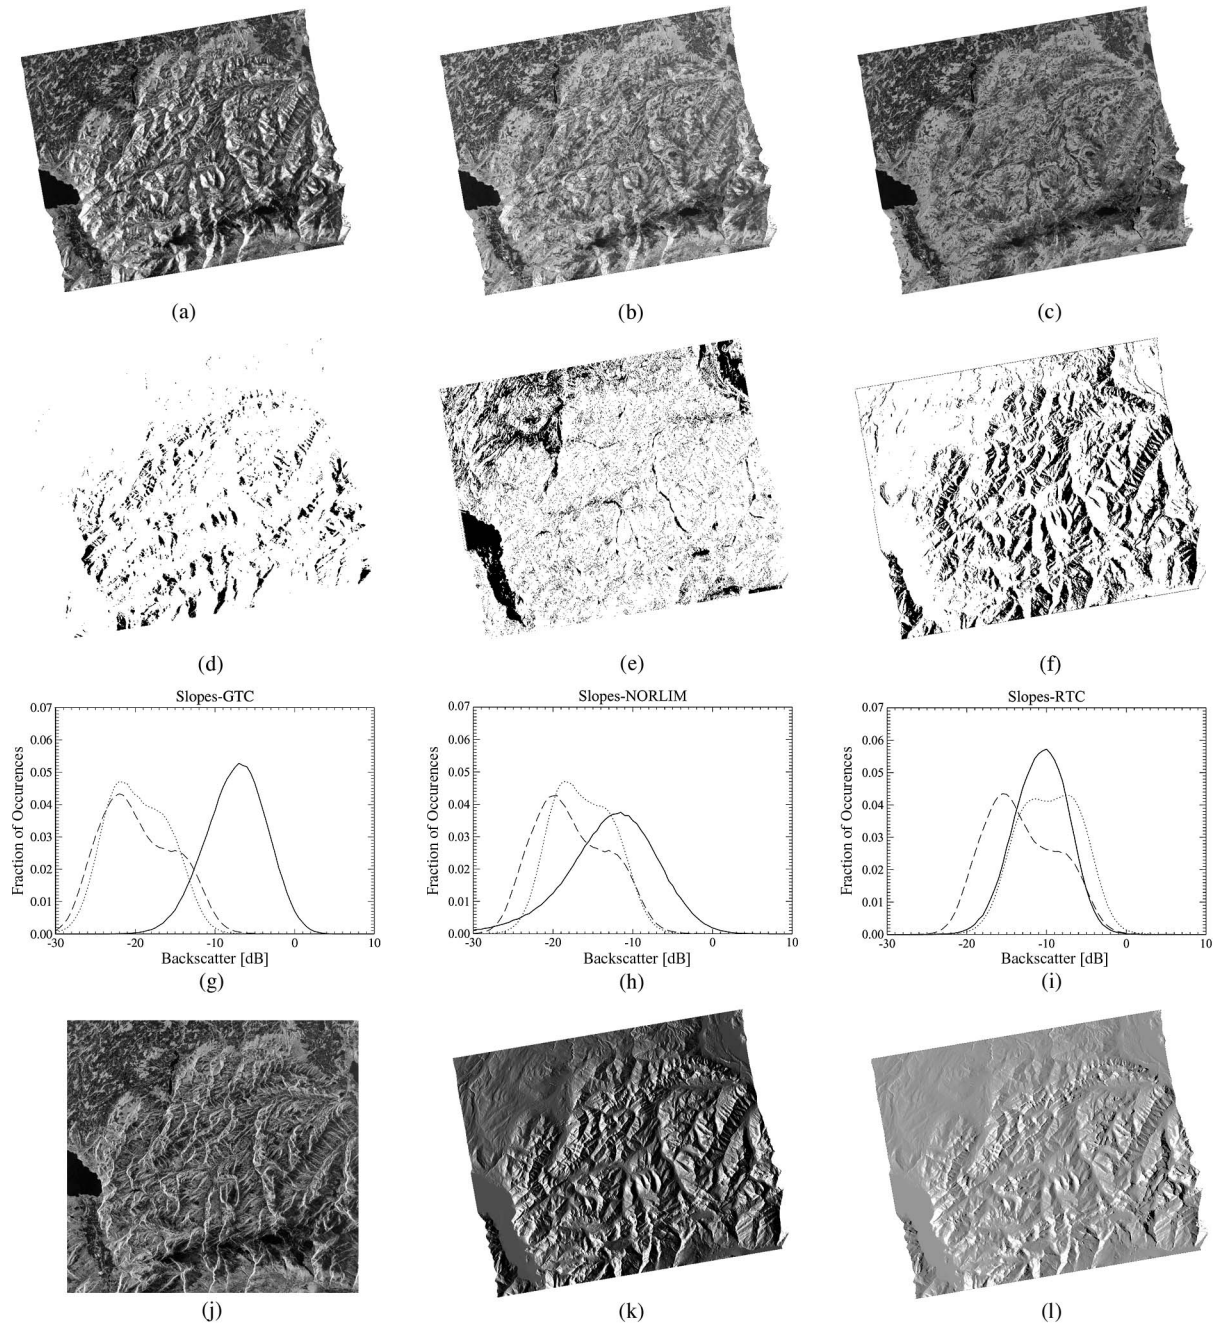 (a) (b) (c)
(d) (e) (f)
Slopes-GTC Slopes-NORLIM Slopes-RTC
0.07 0.07 0.07
0.06 0.06 0.06
0.05 0.05 0.05
0.04 0.04 0.04
0.03 0.03 0.03
0.02 0.02 0.02
0.01 0.01 0.01
0.00 0.00 0.00
Fraction of Occurences Fraction of Occurences Fraction of Occurences
-30 -20 -10 0 10 -30 -20 -10 0 10 -30 -20 -10 0 10
Backscatter [dB] Backscatter [dB] Backscatter [dB]
(g) (h) (i)
(j) (k) (l)